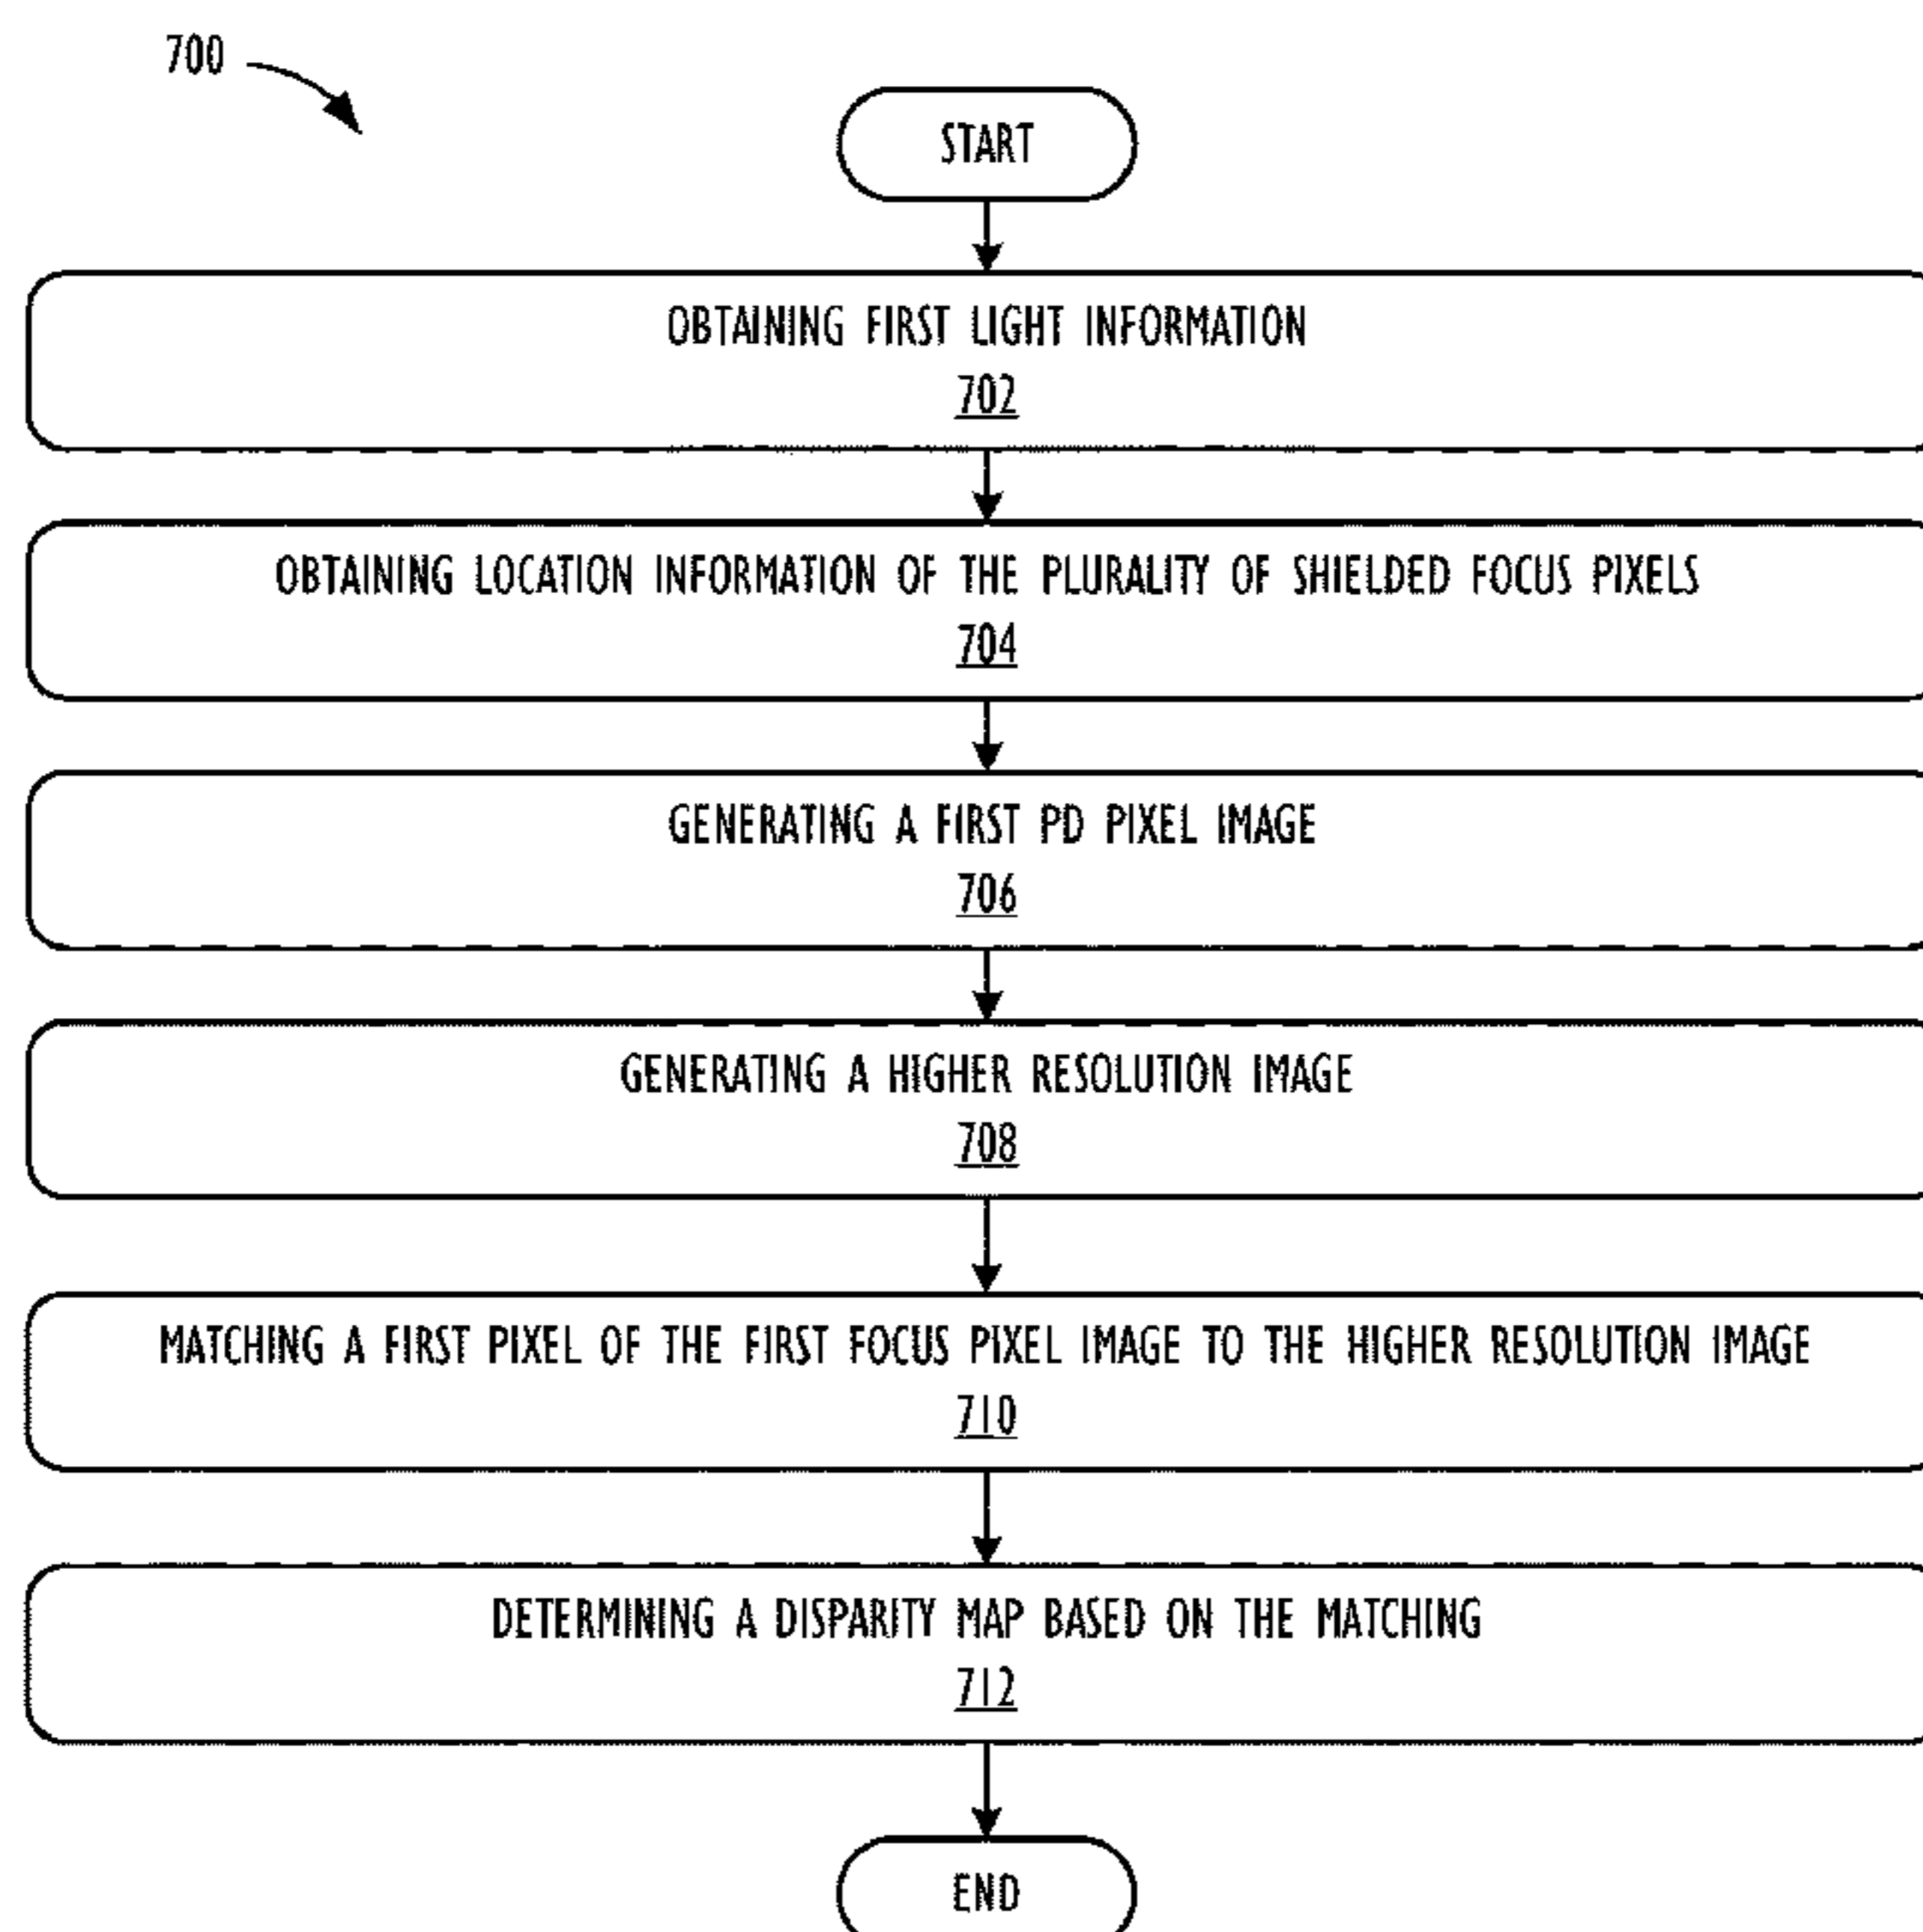 700
START
OBTAINING FIRST LIGHT INFORMATION
702
OBTAINING LOCATION INFORMATION OF THE PLURALITY OF SHIELDED FOCUS PIXELS
704
GENERATING A FIRST PD PIXEL IMAGE
706
GENERATING A HIGHER RESOLUTION IMAGE
708
MATCHING A FIRST PIXEL OF THE FIRST FOCUS PIXEL IMAGE TO THE HIGHER RESOLUTION IMAGE
710
DETERMINING A DISPARITY MAP BASED ON THE MATCHING
712
END